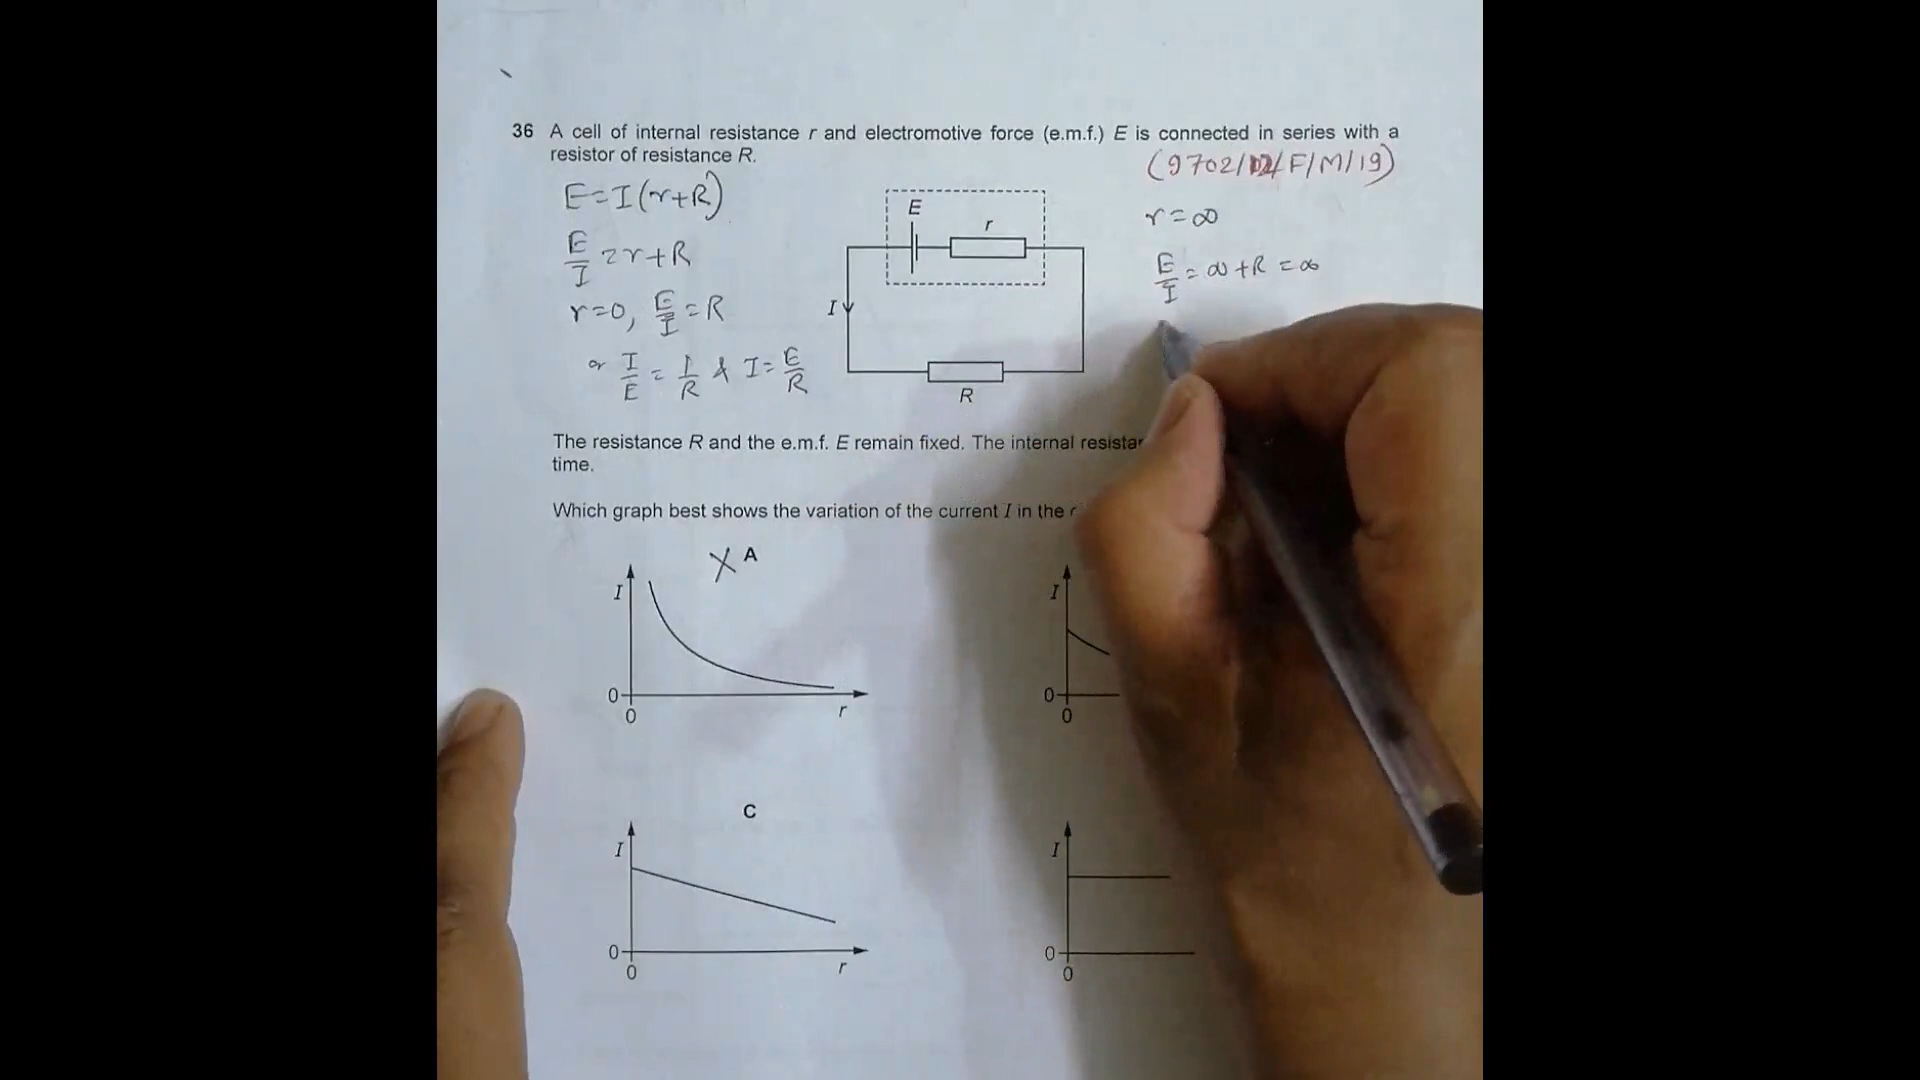 36 A cell of internal resistance r and electromotive force (e.m.f.) E is connected in series with a
resistor of resistance R.
(9702/12/F/M/19)
E=I(r+R)
E/I = r+R
r=0, E/I = R
or I/E = 1/R & I = E/R
E
r
I
R
r=∞
E/I = ∞+R = ∞
The resistance R and the e.m.f. E remain fixed. The internal
time.
Which graph best shows the variation of the current I in the
X A
I
0
0
r
I
0
0
C
I
0
0
r
I
0
0